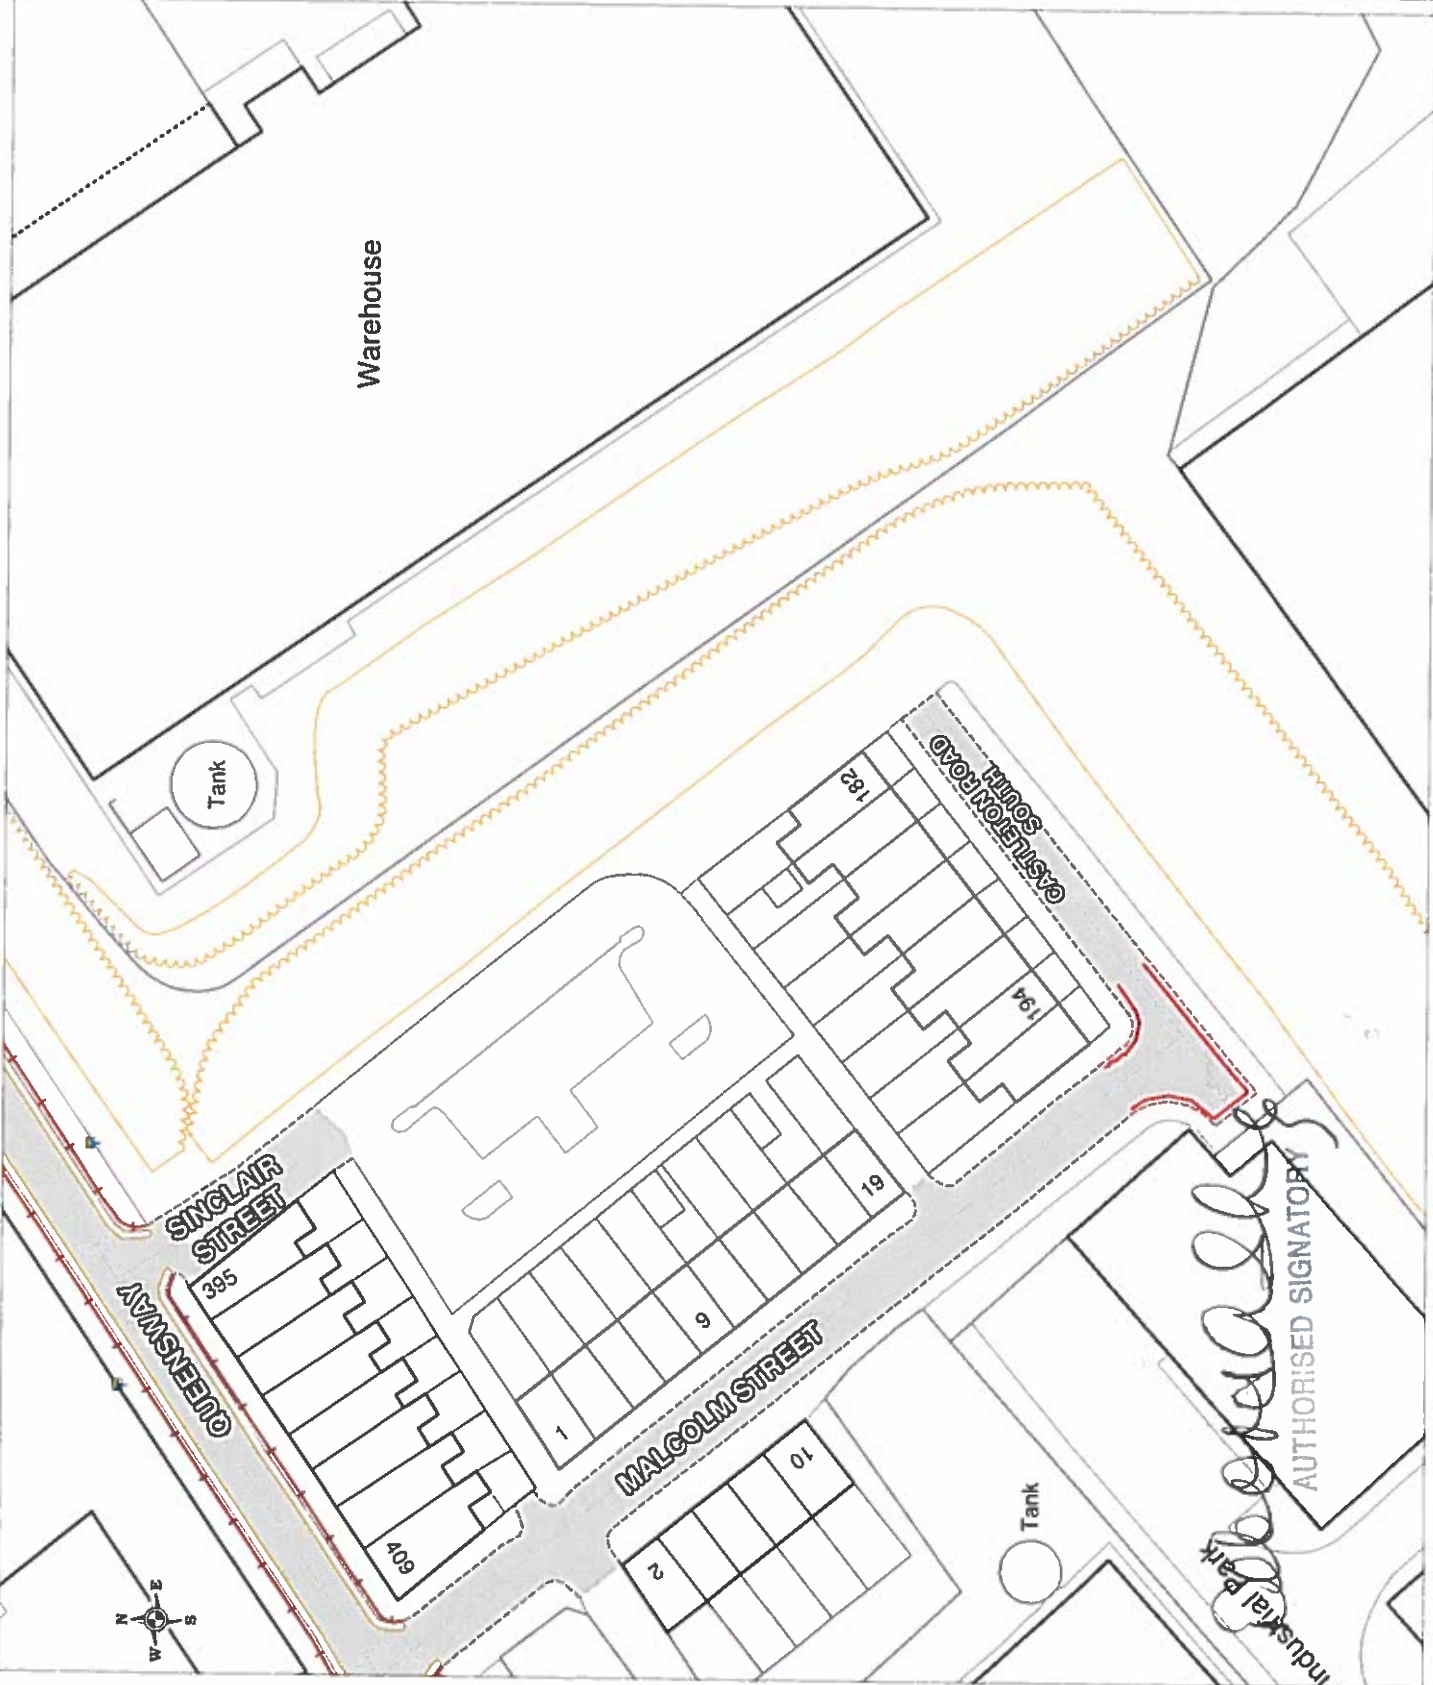 Warehouse
Tank
182
CASTLETON ROAD
SOUTH
194
SINCLAIR
STREET
395
QUEENSWAY
19
9
1
MALCOLM STREET
409
10
2
Tank
N
E
S
W
Industrial Park
AUTHORISED SIGNATORY